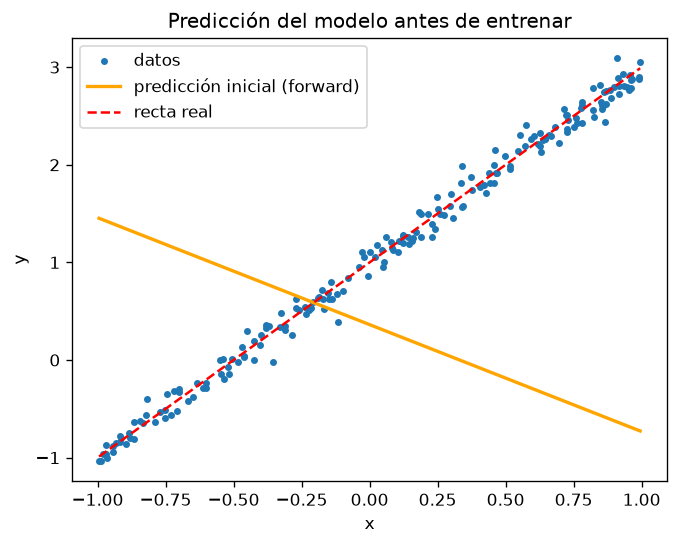 Predicción del modelo antes de entrenar
datos
predicción inicial (forward)
recta real
3
2
1
0
−1
y
−1.00 −0.75 −0.50 −0.25 0.00 0.25 0.50 0.75 1.00
x